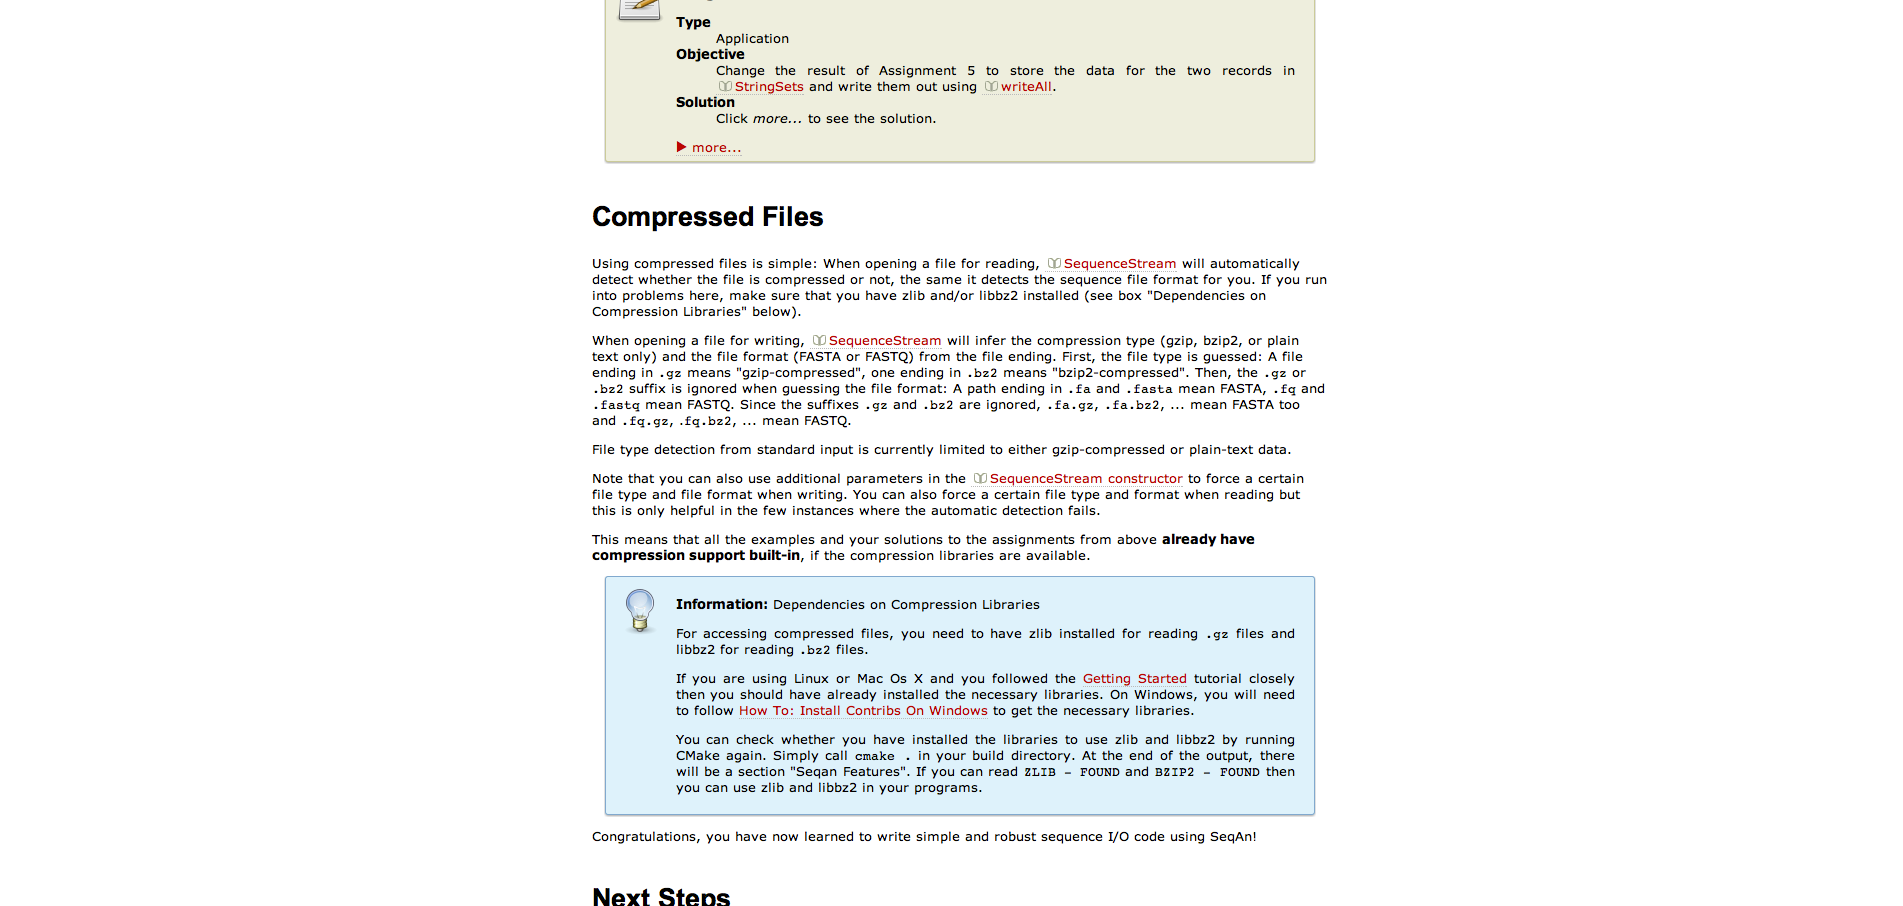 Type
Application
Objective
Change the result of Assignment 5 to store the data for the two records in
StringSets and write them out using writeAll.
Solution
Click more... to see the solution.
more...
Compressed Files
Using compressed files is simple: When opening a file for reading, SequenceStream will automatically
detect whether the file is compressed or not, the same it detects the sequence file format for you. If you run
into problems here, make sure that you have zlib and/or libbz2 installed (see box "Dependencies on
Compression Libraries" below).
When opening a file for writing, SequenceStream will infer the compression type (gzip, bzip2, or plain
text only) and the file format (FASTA or FASTQ) from the file ending. First, the file type is guessed: A file
ending in .gz means "gzip-compressed", one ending in .bz2 means "bzip2-compressed". Then, the .gz or
.bz2 suffix is ignored when guessing the file format: A path ending in .fa and .fasta mean FASTA, .fq and
.fastq mean FASTQ. Since the suffixes .gz and .bz2 are ignored, .fa.gz, .fa.bz2, ... mean FASTA too
and .fq.gz, .fq.bz2, ... mean FASTQ.
File type detection from standard input is currently limited to either gzip-compressed or plain-text data.
Note that you can also use additional parameters in the SequenceStream constructor to force a certain
file type and file format when writing. You can also force a certain file type and format when reading but
this is only helpful in the few instances where the automatic detection fails.
This means that all the examples and your solutions to the assignments from above already have
compression support built-in, if the compression libraries are available.
Information: Dependencies on Compression Libraries
For accessing compressed files, you need to have zlib installed for reading .gz files and
libbz2 for reading .bz2 files.
If you are using Linux or Mac Os X and you followed the Getting Started tutorial closely
then you should have already installed the necessary libraries. On Windows, you will need
to follow How To: Install Contribs On Windows to get the necessary libraries.
You can check whether you have installed the libraries to use zlib and libbz2 by running
CMake again. Simply call cmake . in your build directory. At the end of the output, there
will be a section "Seqan Features". If you can read ZLIB - FOUND and BZIP2 - FOUND then
you can use zlib and libbz2 in your programs.
Congratulations, you have now learned to write simple and robust sequence I/O code using SeqAn!
Next Steps